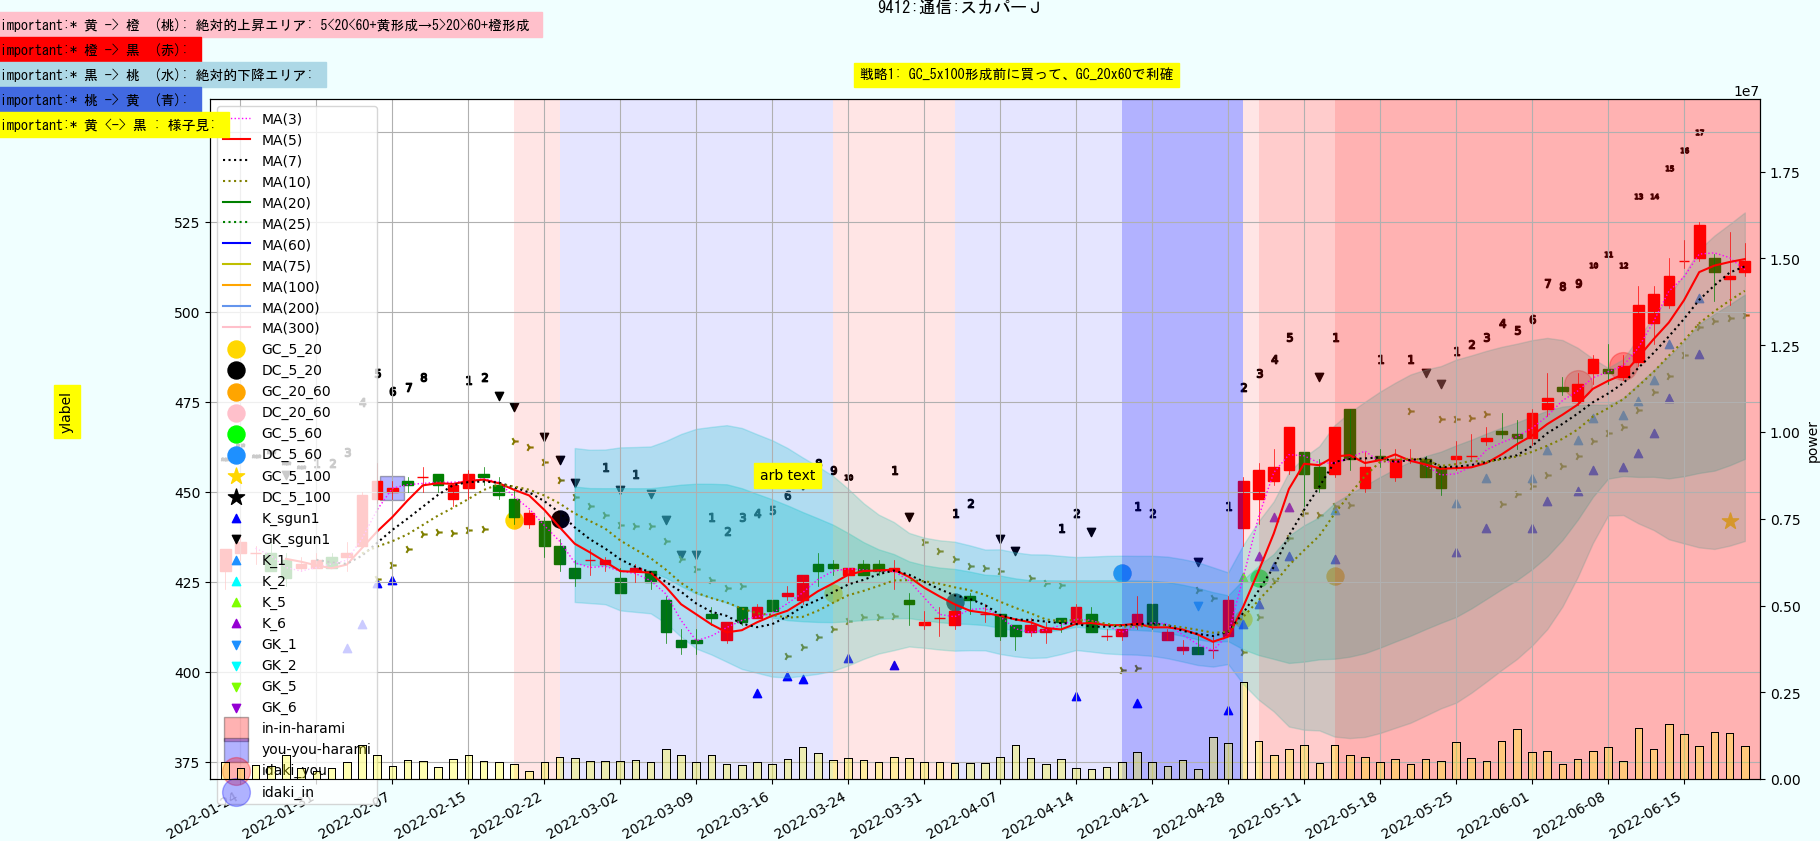 9412:通信:スカパーJ
important:* 黄 -> 橙 (桃): 絶対的上昇エリア: 5<20<60+黄形成→5>20>60+橙形成
important:* 橙 -> 黒 (赤):
important:* 黒 -> 桃 (水): 絶対的下降エリア:
戦略1: GC_5x100形成前に買って、GC_20x60で利確
important:* 桃 -> 黄 (青):
important:* 黄 <-> 黒 : 様子見:
1e7
MA(3)
MA(5)
MA(7)
MA(10)
MA(20)
MA(25)
MA(60)
MA(75)
MA(100)
MA(200)
MA(300)
GC_5_20
DC_5_20
GC_20_60
DC_20_60
GC_5_60
DC_5_60
GC_5_100
DC_5_100
K_sgun1
GK_sgun1
K_1
K_2
K_5
K_6
GK_1
GK_2
GK_5
GK_6
in-in-harami
you-you-harami
idaki_you
idaki_in
ylabel
525
500
475
450
425
400
375
arb text
power
1.75
1.50
1.25
1.00
0.75
0.50
0.25
0.00
2022-01-31
2022-02-07
2022-02-15
2022-02-22
2022-03-02
2022-03-09
2022-03-16
2022-03-24
2022-03-31
2022-04-07
2022-04-14
2022-04-21
2022-04-28
2022-05-11
2022-05-18
2022-05-25
2022-06-01
2022-06-08
2022-06-15